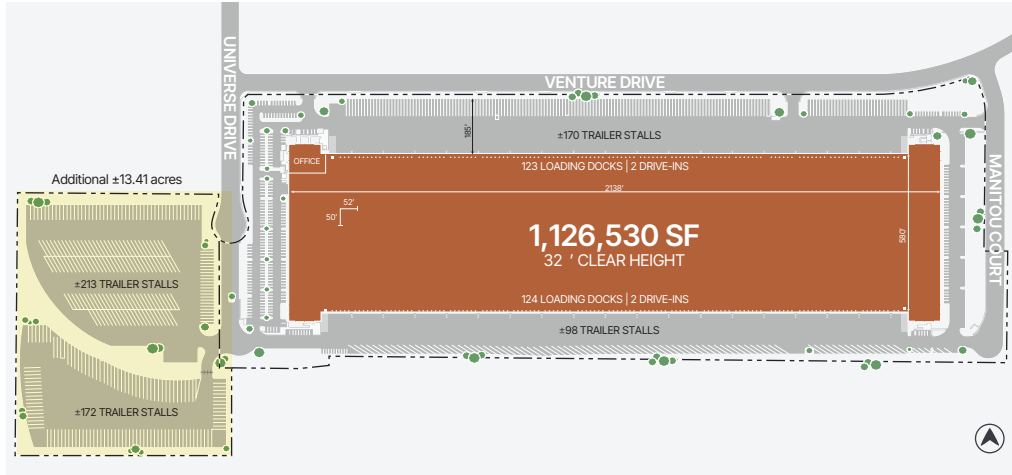 UNIVERSE DRIVE
VENTURE DRIVE
185'
±170 TRAILER STALLS
OFFICE
123 LOADING DOCKS | 2 DRIVE-INS
MANITOU COURT
Additional ±13.41 acres
2138'
52'
50'
1,126,530 SF
32 ' CLEAR HEIGHT
580'
±213 TRAILER STALLS
124 LOADING DOCKS | 2 DRIVE-INS
±98 TRAILER STALLS
±172 TRAILER STALLS